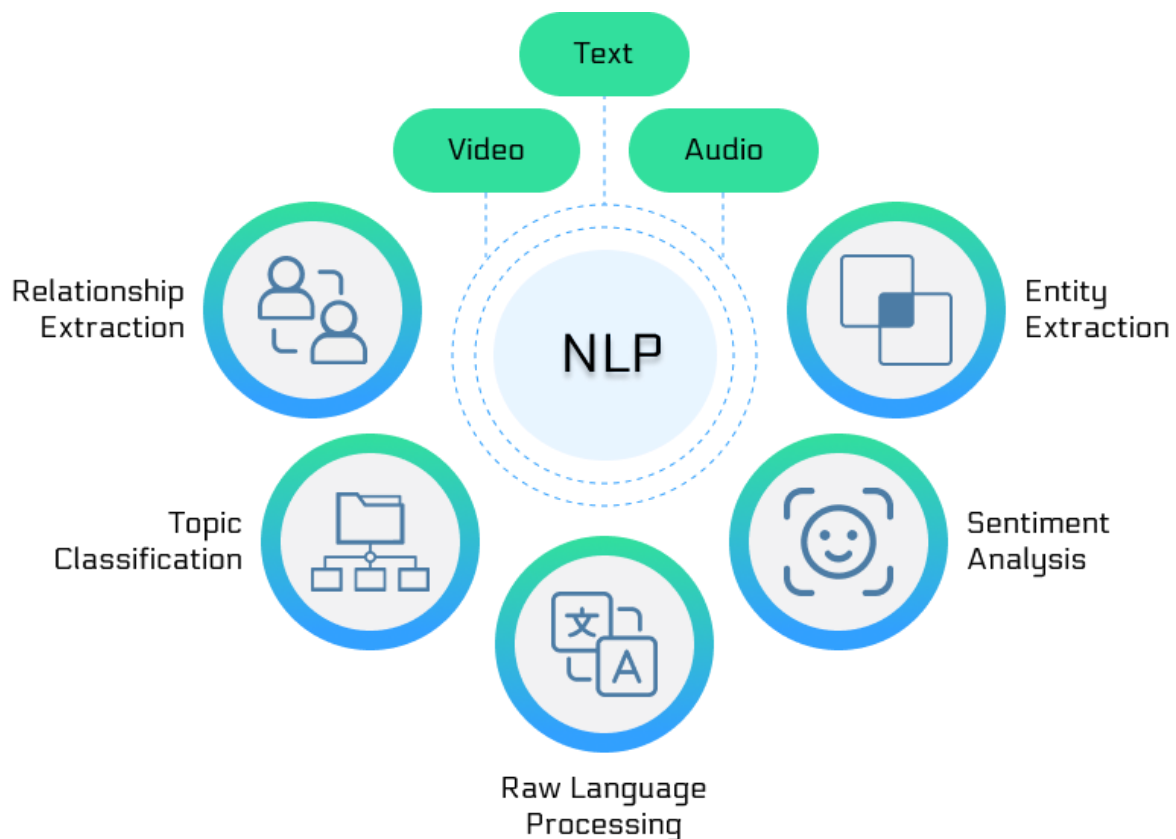 Text
Video
Audio
NLP
Relationship
Extraction
Entity
Extraction
Topic
Classification
Sentiment
Analysis
文
A
Raw Language
Processing